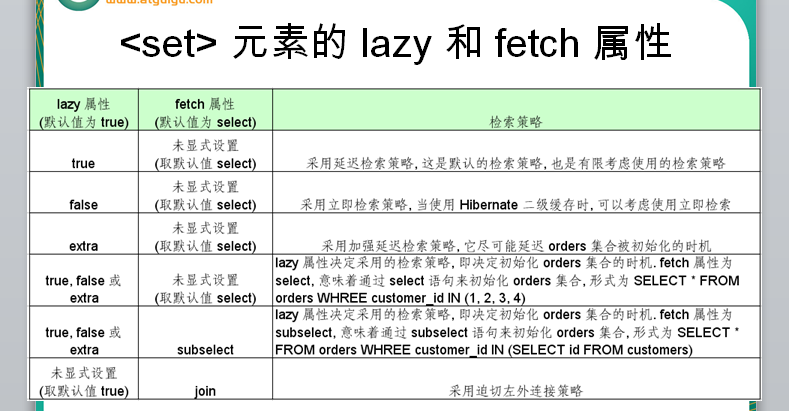 www.atguigu.com
<set> 元素的 lazy 和 fetch 属性
lazy 属性
(默认值为 true)
fetch 属性
(默认值为 select)
检索策略
true
未显式设置
(取默认值 select)
采用延迟检索策略, 这是默认的检索策略, 也是有限考虑使用的检索策略
false
未显式设置
(取默认值 select)
采用立即检索策略, 当使用 Hibernate 二级缓存时, 可以考虑使用立即检索
extra
未显式设置
(取默认值 select)
采用加强延迟检索策略, 它尽可能延迟 orders 集合被初始化的时机
true, false 或
extra
未显式设置
(取默认值 select)
lazy 属性决定采用的检索策略, 即决定初始化 orders 集合的时机. fetch 属性为
select, 意味着通过 select 语句来初始化 orders 集合, 形式为 SELECT * FROM
orders WHREE customer_id IN (1, 2, 3, 4)
true, false 或
extra
subselect
lazy 属性决定采用的检索策略, 即决定初始化 orders 集合的时机. fetch 属性为
subselect, 意味着通过 subselect 语句来初始化 orders 集合, 形式为 SELECT *
FROM orders WHREE customer_id IN (SELECT id FROM customers)
未显式设置
(取默认值 true)
join
采用迫切左外连接策略